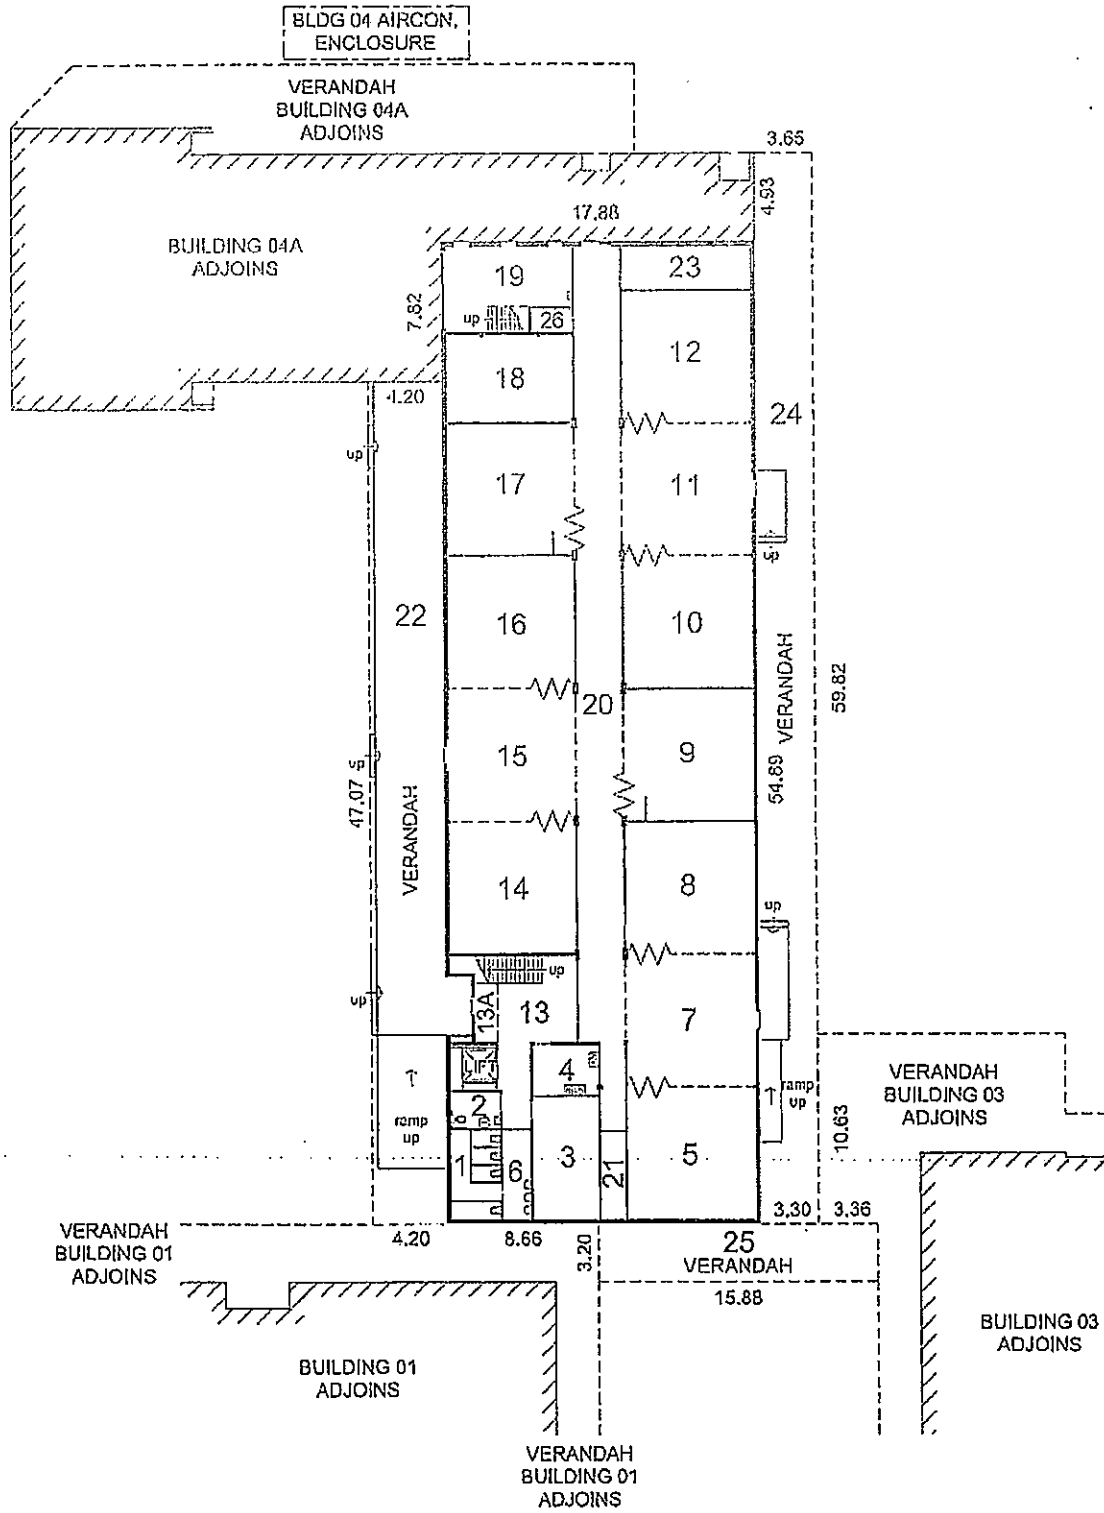 BLDG 04 AIRCON,
ENCLOSURE
VERANDAH
BUILDING 04A
ADJOINS
3.65
4.93
17.88
BUILDING 04A
ADJOINS
19
23
7.82
up
26
12
18
4.20
24
up
17
11
up
22
16
10
VERANDAH
59.82
20
15
9
up
47.07
54.89
VERANDAH
14
8
up
up
13A
13
7
up
LIFT
4
ramp
up
VERANDAH
BUILDING 03
ADJOINS
2
ramp
up
10.63
1
6
3
21
5
VERANDAH
BUILDING 01
ADJOINS
4.20
8.66
3.20
25
VERANDAH
3.30
3.36
15.88
BUILDING 03
ADJOINS
BUILDING 01
ADJOINS
VERANDAH
BUILDING 01
ADJOINS